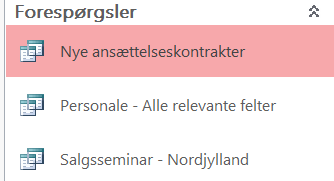 Forespørgsler
Nye ansættelseskontrakter
Personale - Alle relevante felter
Salgsseminar - Nordjylland